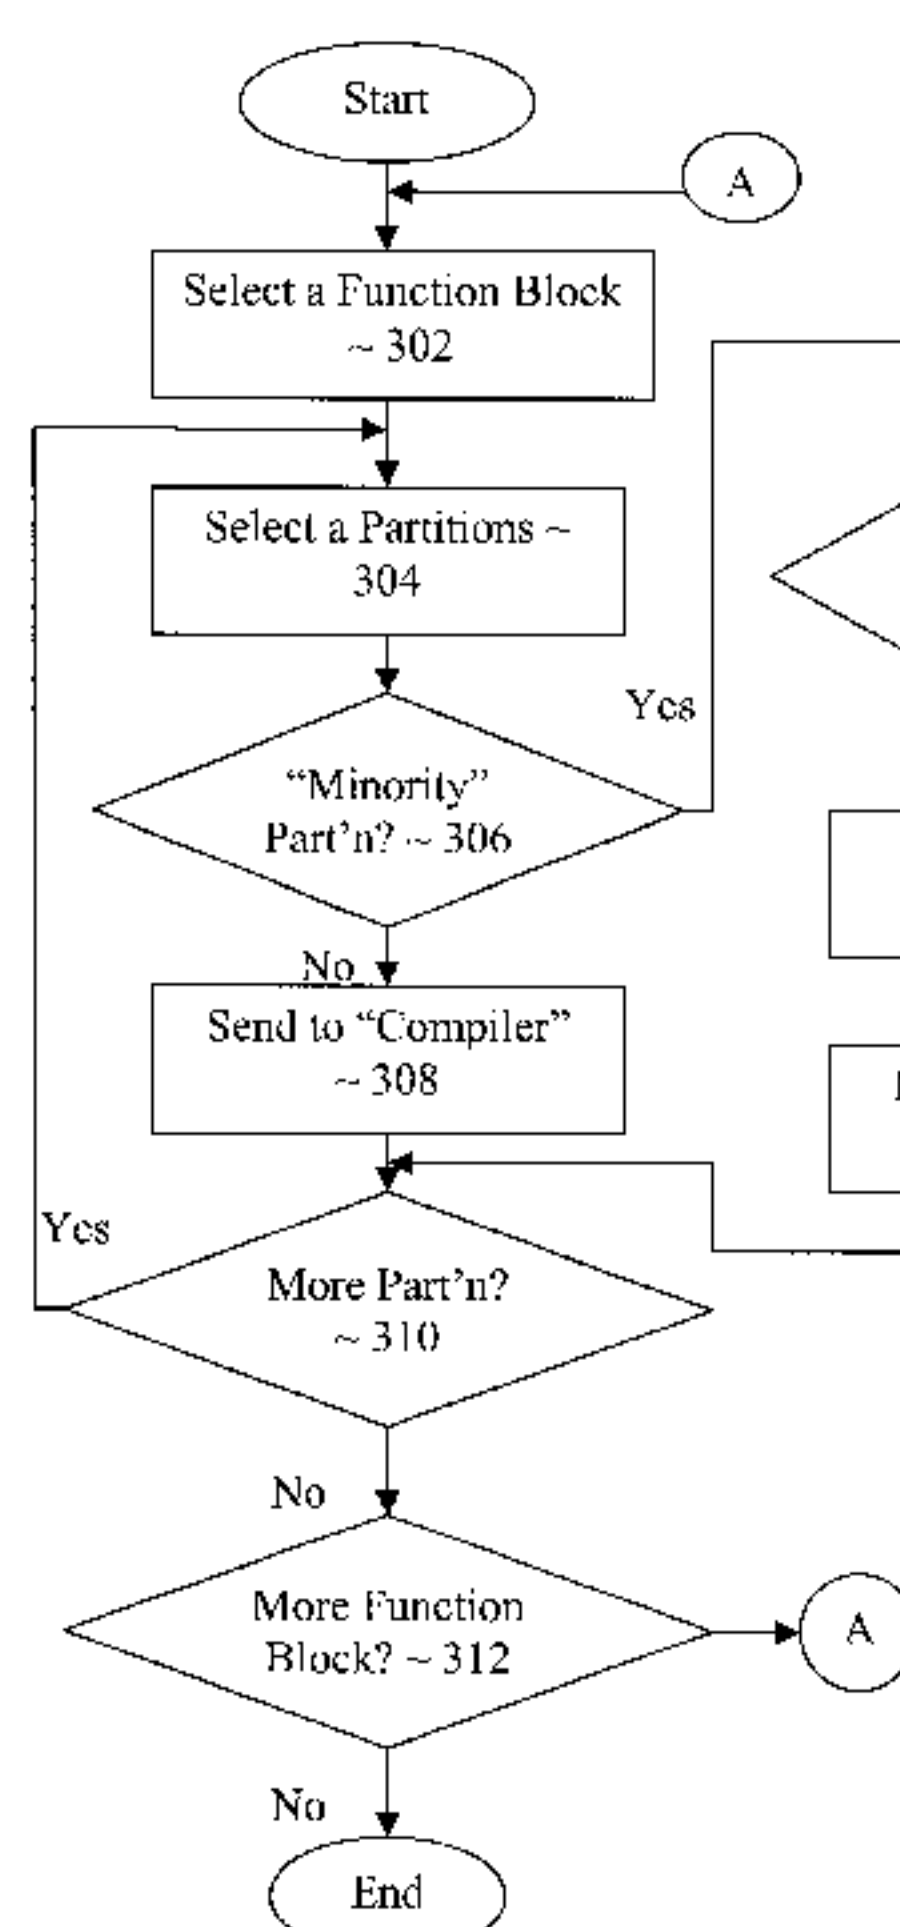 Start
A
Select a Function Block
~ 302
Select a Partitions ~
304
Yes
“Minority”
Part’n? ~ 306
No
Send to “Compiler”
~ 308
Yes
More Part’n?
~ 310
No
More Function
Block? ~ 312
A
No
End